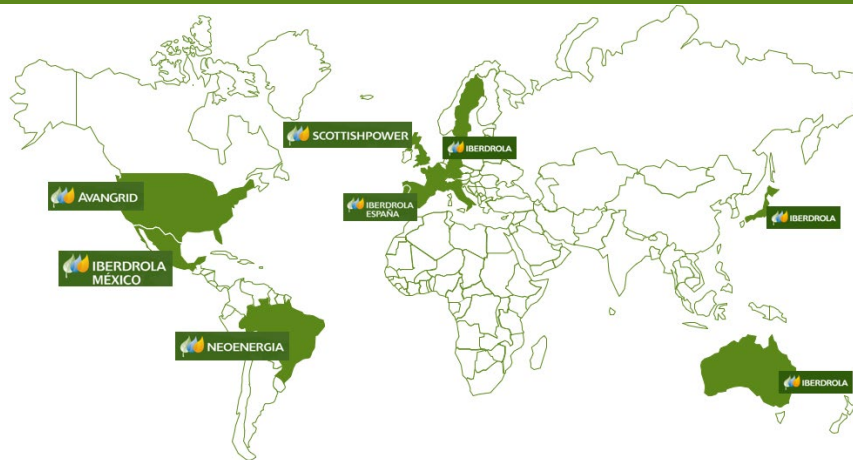 SCOTTISHPOWER
IBERDROLA
AVANGRID
IBERDROLA
ESPAÑA
IBERDROLA
IBERDROLA
MÉXICO
NEOENERGIA
IBERDROLA